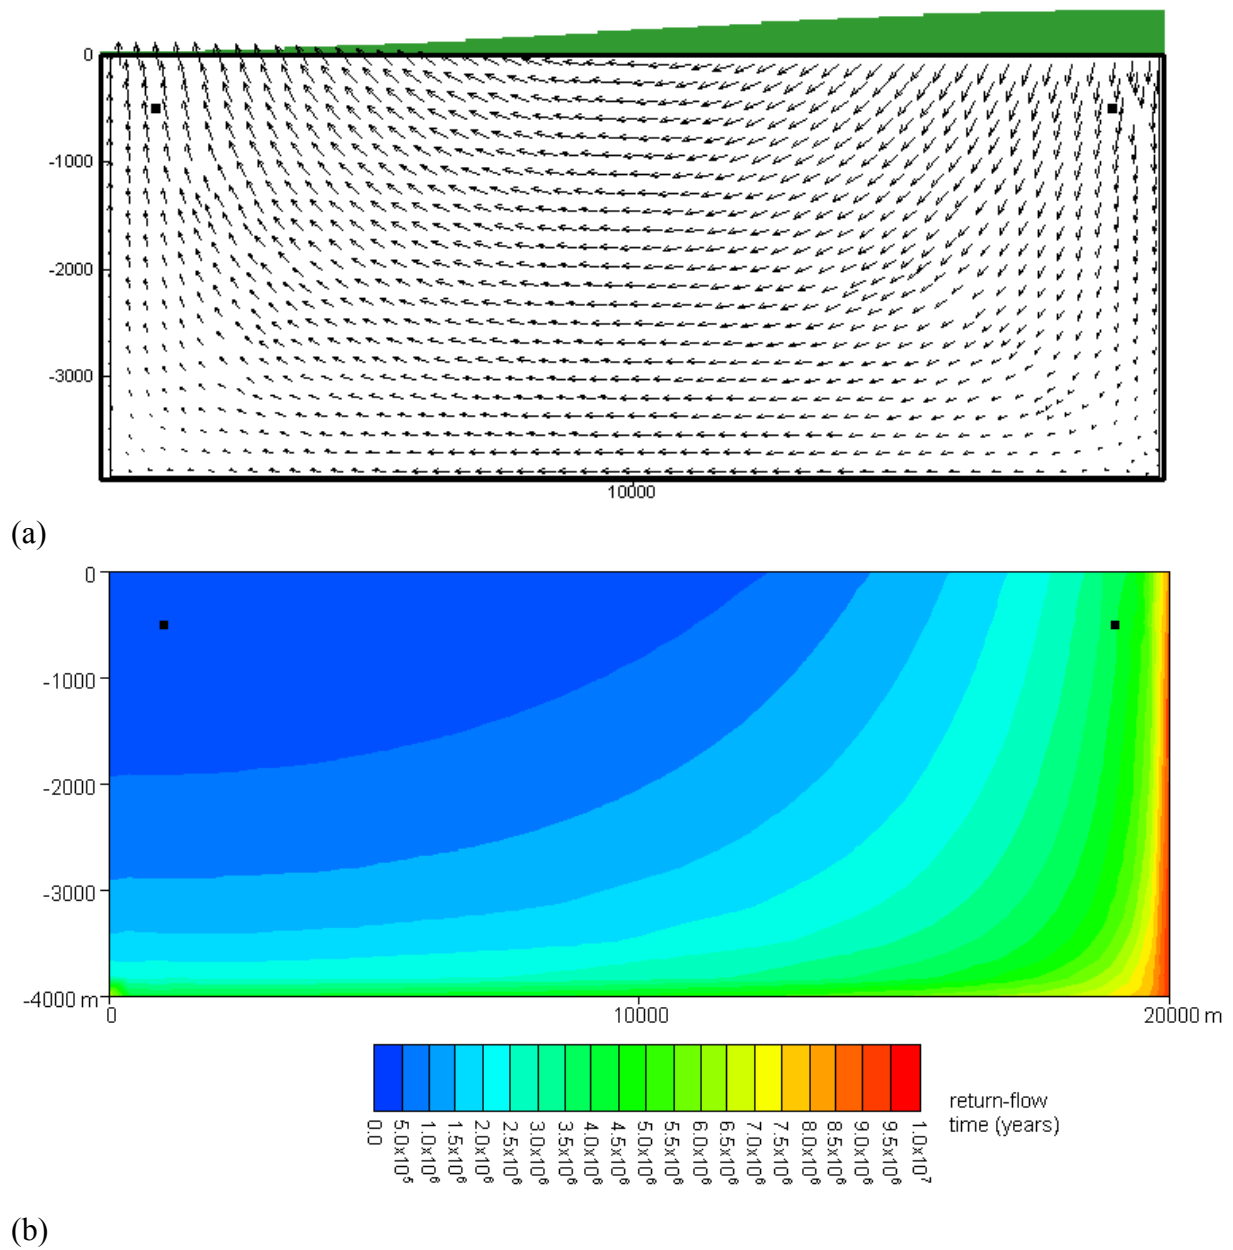 0
-1000
-2000
-3000
10000
(a)
0
-1000
-2000
-3000
-4000 m
0 10000 20000 m
0.0 5.0x10⁵ 1.0x10⁶ 1.5x10⁶ 2.0x10⁶ 2.5x10⁶ 3.0x10⁶ 3.5x10⁶ 4.0x10⁶ 4.5x10⁶ 5.0x10⁶ 5.5x10⁶ 6.0x10⁶ 6.5x10⁶ 7.0x10⁶ 7.5x10⁶ 8.0x10⁶ 8.5x10⁶ 9.0x10⁶ 9.5x10⁶ 1.0x10⁷
return-flow
time (years)
(b)